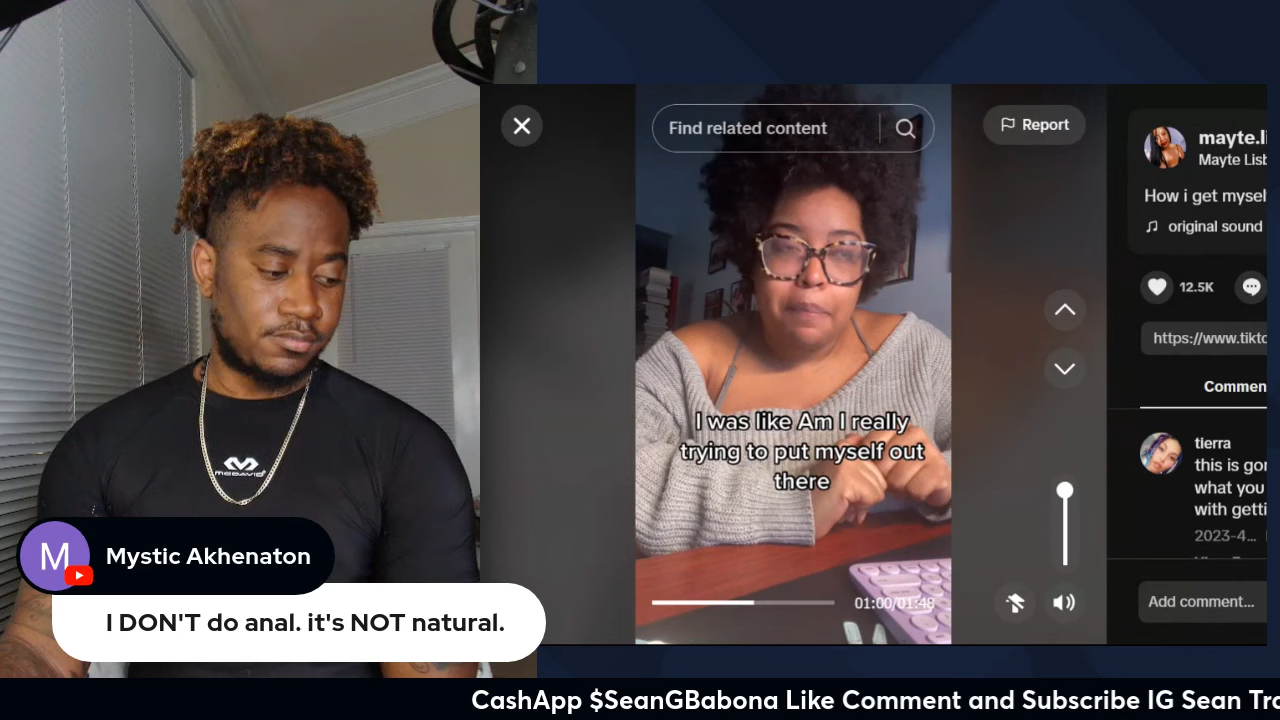 Find related content
Report
mayte.li
Mayte Lisb
How i get mysel
original sound
12.5K
https://www.tiktc
Commen
I was like Am I really
trying to put myself out
there
tierra
this is gor
what you
with getti
2023-4...
01:00/01:48
Add comment...
MCDAVID
M
Mystic Akhenaton
I DON'T do anal. it's NOT natural.
CashApp $SeanGBabona Like Comment and Subscribe IG Sean Tra